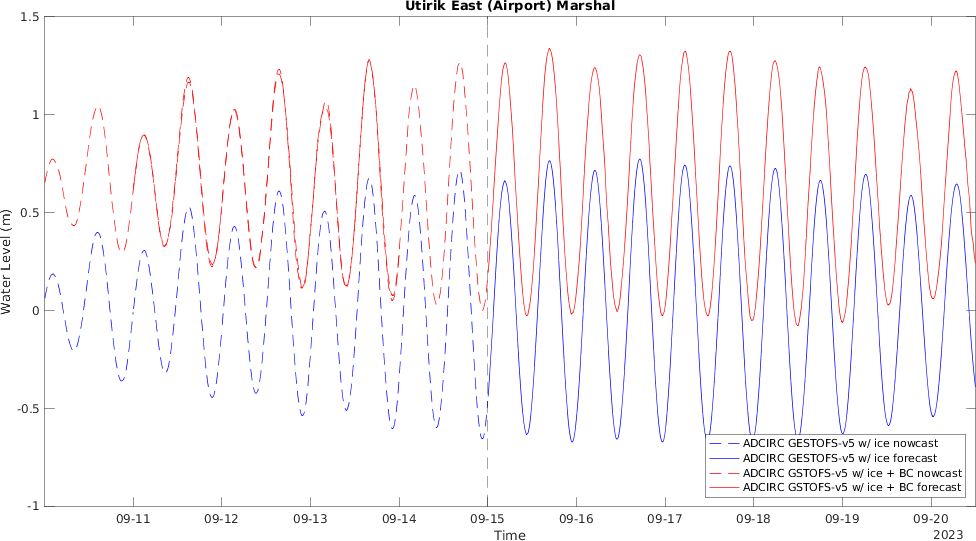 Utirik East (Airport) Marshal
1.5
1
0.5
0
-0.5
-1
Water Level (m)
09-11 09-12 09-13 09-14 09-15 09-16 09-17 09-18 09-19 09-20
Time
2023
ADCIRC GESTOFS-v5 w/ ice nowcast
ADCIRC GESTOFS-v5 w/ ice forecast
ADCIRC GSTOFS-v5 w/ ice + BC nowcast
ADCIRC GSTOFS-v5 w/ ice + BC forecast